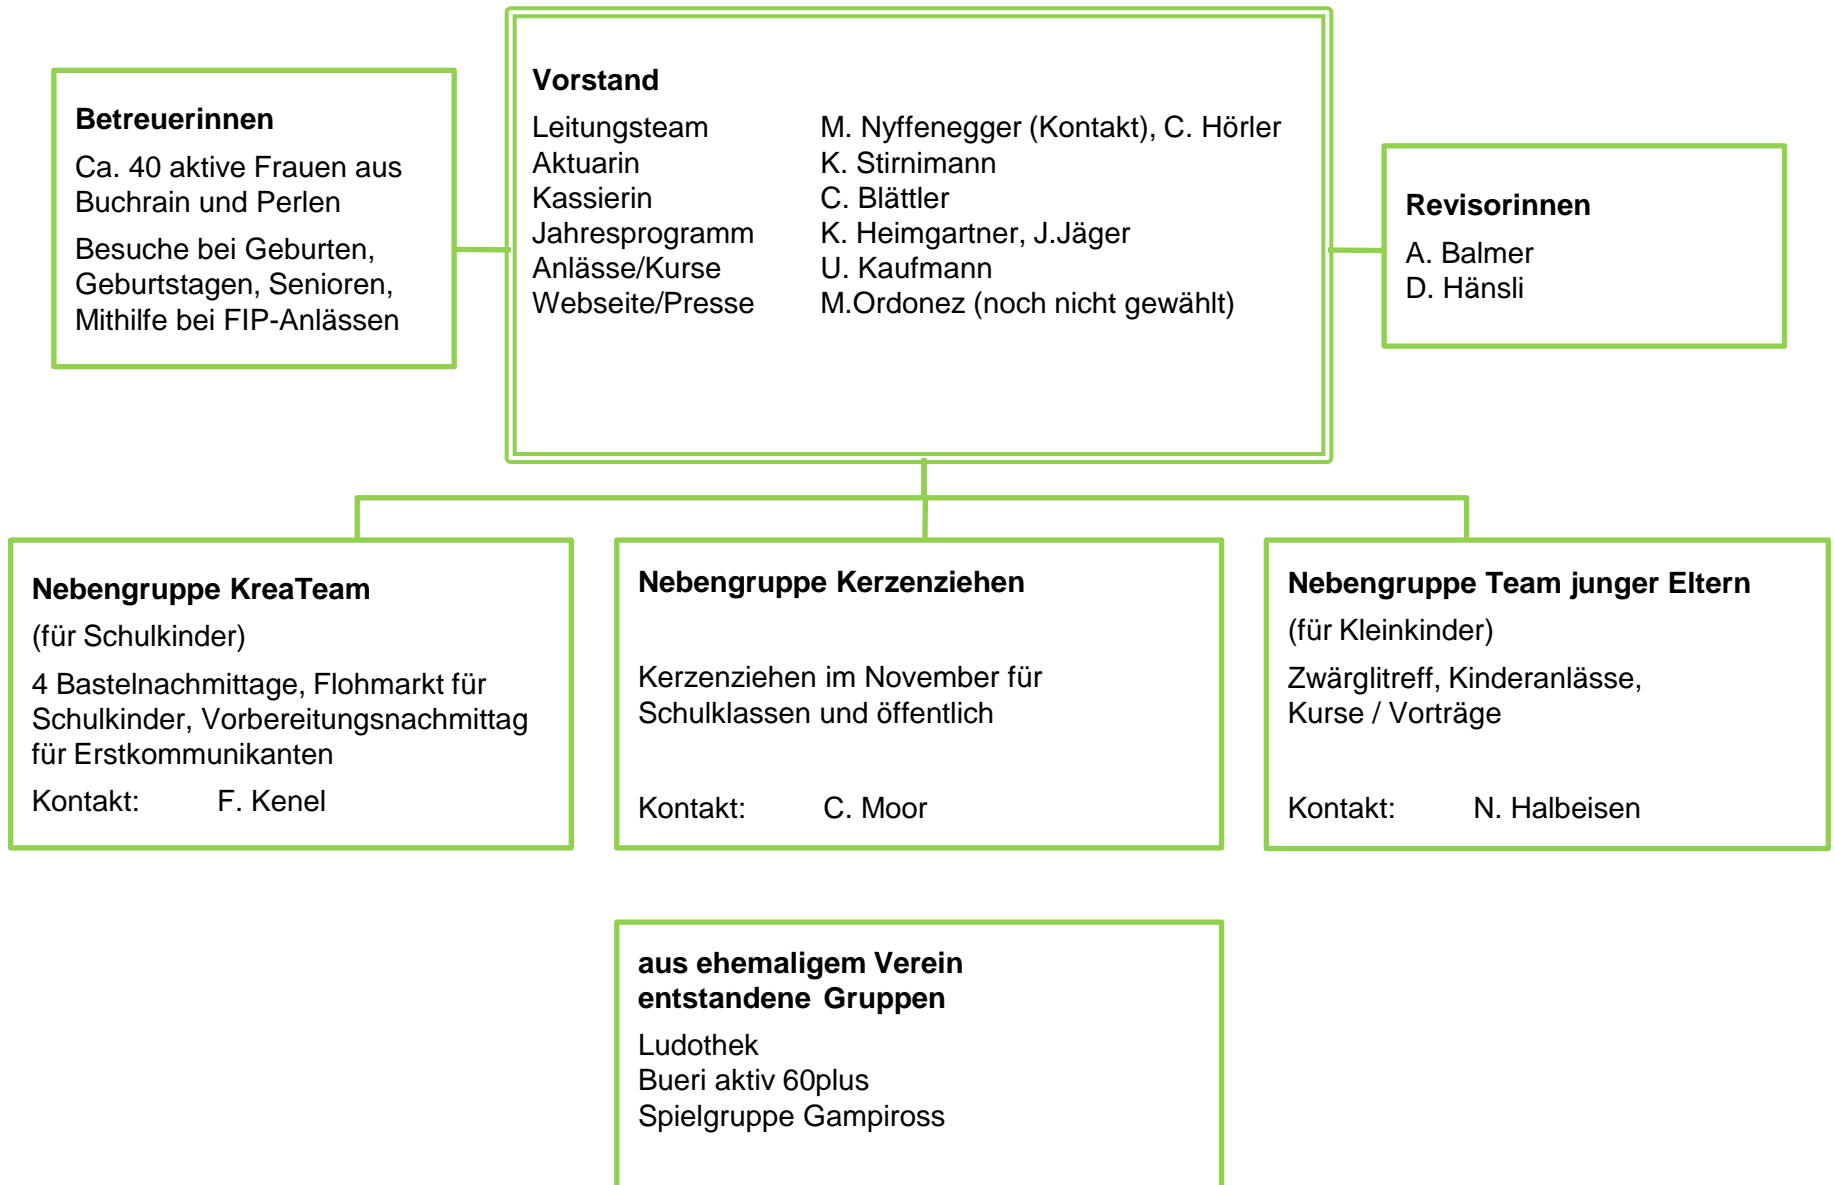 Betreuerinnen
Ca. 40 aktive Frauen aus
Buchrain und Perlen
Besuche bei Geburten,
Geburtstagen, Senioren,
Mithilfe bei FIP-Anlässen
Vorstand
Leitungsteam M. Nyffenegger (Kontakt), C. Hörler
Aktuarin K. Stirnimann
Kassierin C. Blättler
Jahresprogramm K. Heimgartner, J.Jäger
Anlässe/Kurse U. Kaufmann
Webseite/Presse M.Ordonez (noch nicht gewählt)
Revisorinnen
A. Balmer
D. Hänsli
Nebengruppe KreaTeam
(für Schulkinder)
4 Bastelnachmittage, Flohmarkt für
Schulkinder, Vorbereitungsnachmittag
für Erstkommunikanten
Kontakt: F. Kenel
Nebengruppe Kerzenziehen
Kerzenziehen im November für
Schulklassen und öffentlich
Kontakt: C. Moor
Nebengruppe Team junger Eltern
(für Kleinkinder)
Zwärglitreff, Kinderanlässe,
Kurse / Vorträge
Kontakt: N. Halbeisen
aus ehemaligem Verein
entstandene Gruppen
Ludothek
Bueri aktiv 60plus
Spielgruppe Gampiross